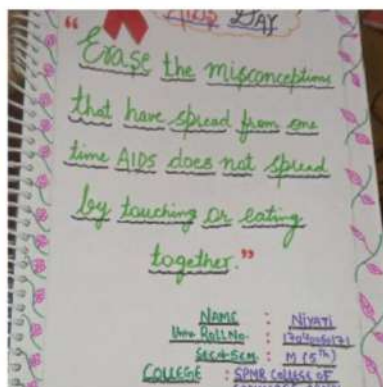 AIDS DAY
“Erase the misconceptions
that have spread from one
time AIDS does not spread
by touching or eating
together.”
NAME : NIYATI
Roll No. :
SEC & SEM : M (5th)
COLLEGE : SPMR COLLEGE OF